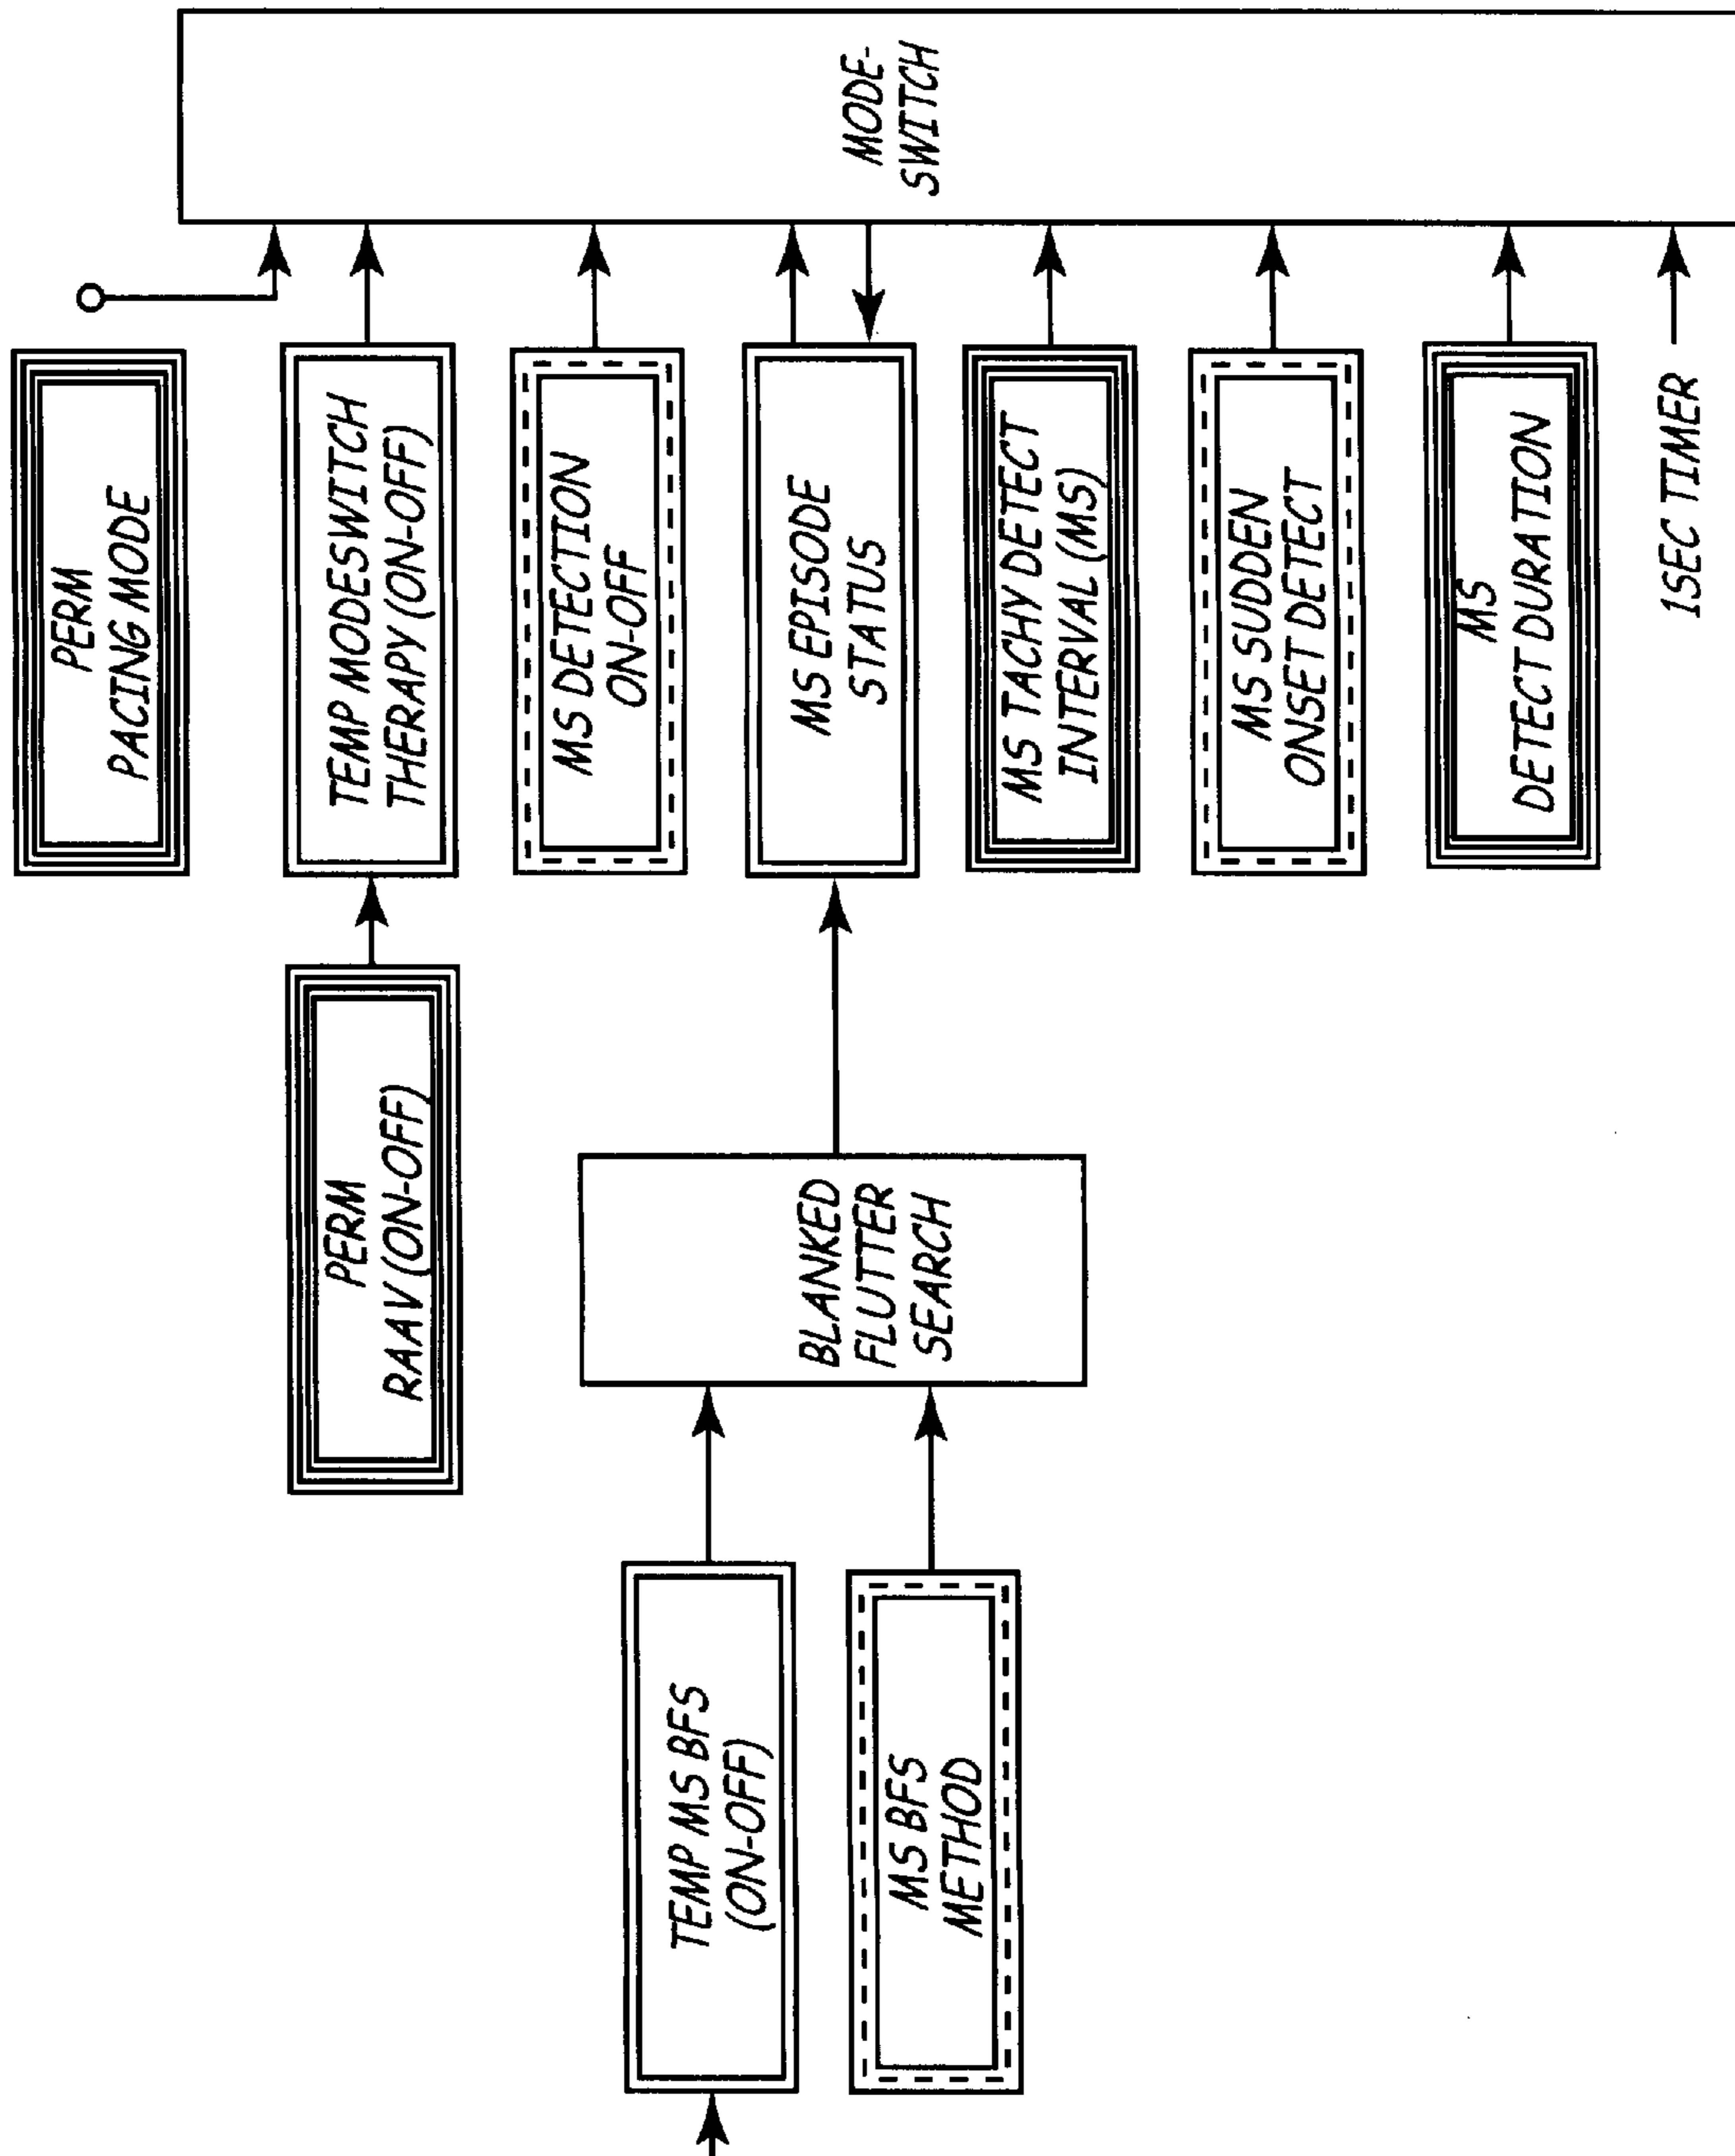 PERM
PACING MODE
PERM
RAAV (ON-OFF)
TEMP MODESWITCH
THERAPY (ON-OFF)
MS DETECTION
ON-OFF
TEMP MS BFS
(ON-OFF)
MS BFS
METHOD
BLANKED
FLUTTER
SEARCH
MS EPISODE
STATUS
MS TACHY DETECT
INTERVAL (MS)
MS SUDDEN
ONSET DETECT
MS
DETECT DURATION
1SEC TIMER
MODE-
SWITCH